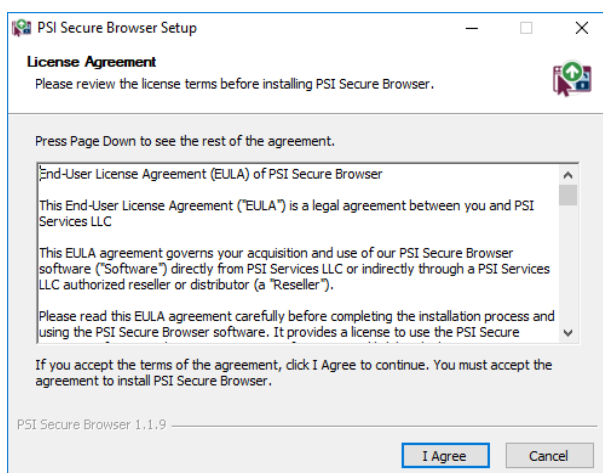 PSI Secure Browser Setup
License Agreement
Please review the license terms before installing PSI Secure Browser.
Press Page Down to see the rest of the agreement.
End-User License Agreement (EULA) of PSI Secure Browser
This End-User License Agreement ("EULA") is a legal agreement between you and PSI
Services LLC
This EULA agreement governs your acquisition and use of our PSI Secure Browser
software ("Software") directly from PSI Services LLC or indirectly through a PSI Services
LLC authorized reseller or distributor (a "Reseller").
Please read this EULA agreement carefully before completing the installation process and
using the PSI Secure Browser software. It provides a license to use the PSI Secure
If you accept the terms of the agreement, click I Agree to continue. You must accept the
agreement to install PSI Secure Browser.
PSI Secure Browser 1.1.9
I Agree
Cancel